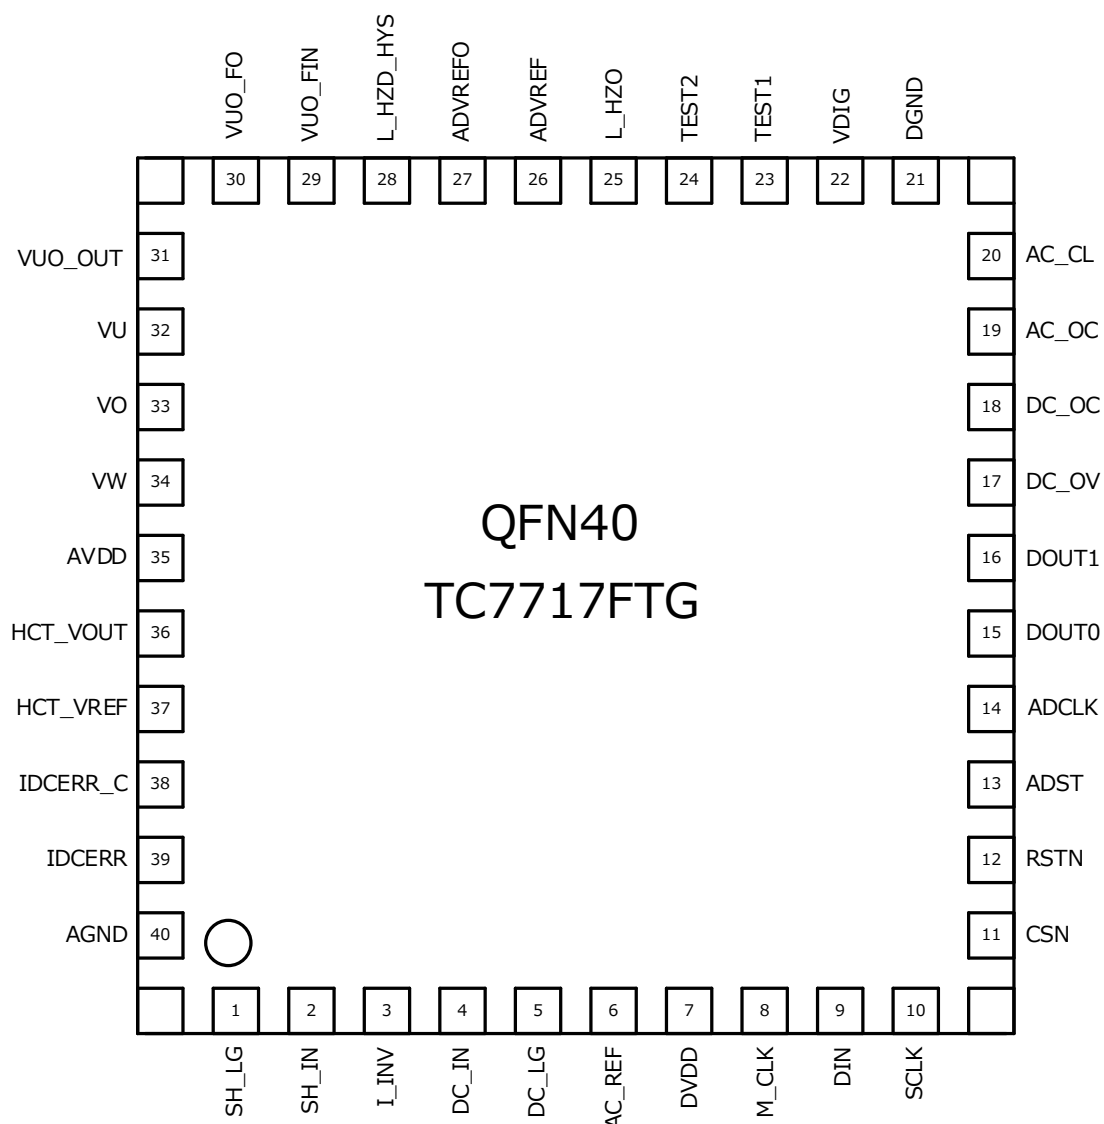 VUO_FO
VUO_FIN
L_HZD_HYS
ADVREFO
ADVREF
L_HZO
TEST2
TEST1
VDIG
DGND
30 29 28 27 26 25 24 23 22 21
VUO_OUT 31
20 AC_CL
VU 32
19 AC_OC
VO 33
18 DC_OC
VW 34
17 DC_OV
QFN40
AVDD 35
16 DOUT1
TC7717FTG
HCT_VOUT 36
15 DOUT0
HCT_VREF 37
14 ADCLK
IDCERR_C 38
13 ADST
IDCERR 39
12 RSTN
AGND 40
11 CSN
1 2 3 4 5 6 7 8 9 10
SH_LG
SH_IN
I_INV
DC_IN
DC_LG
AC_REF
DVDD
M_CLK
DIN
SCLK